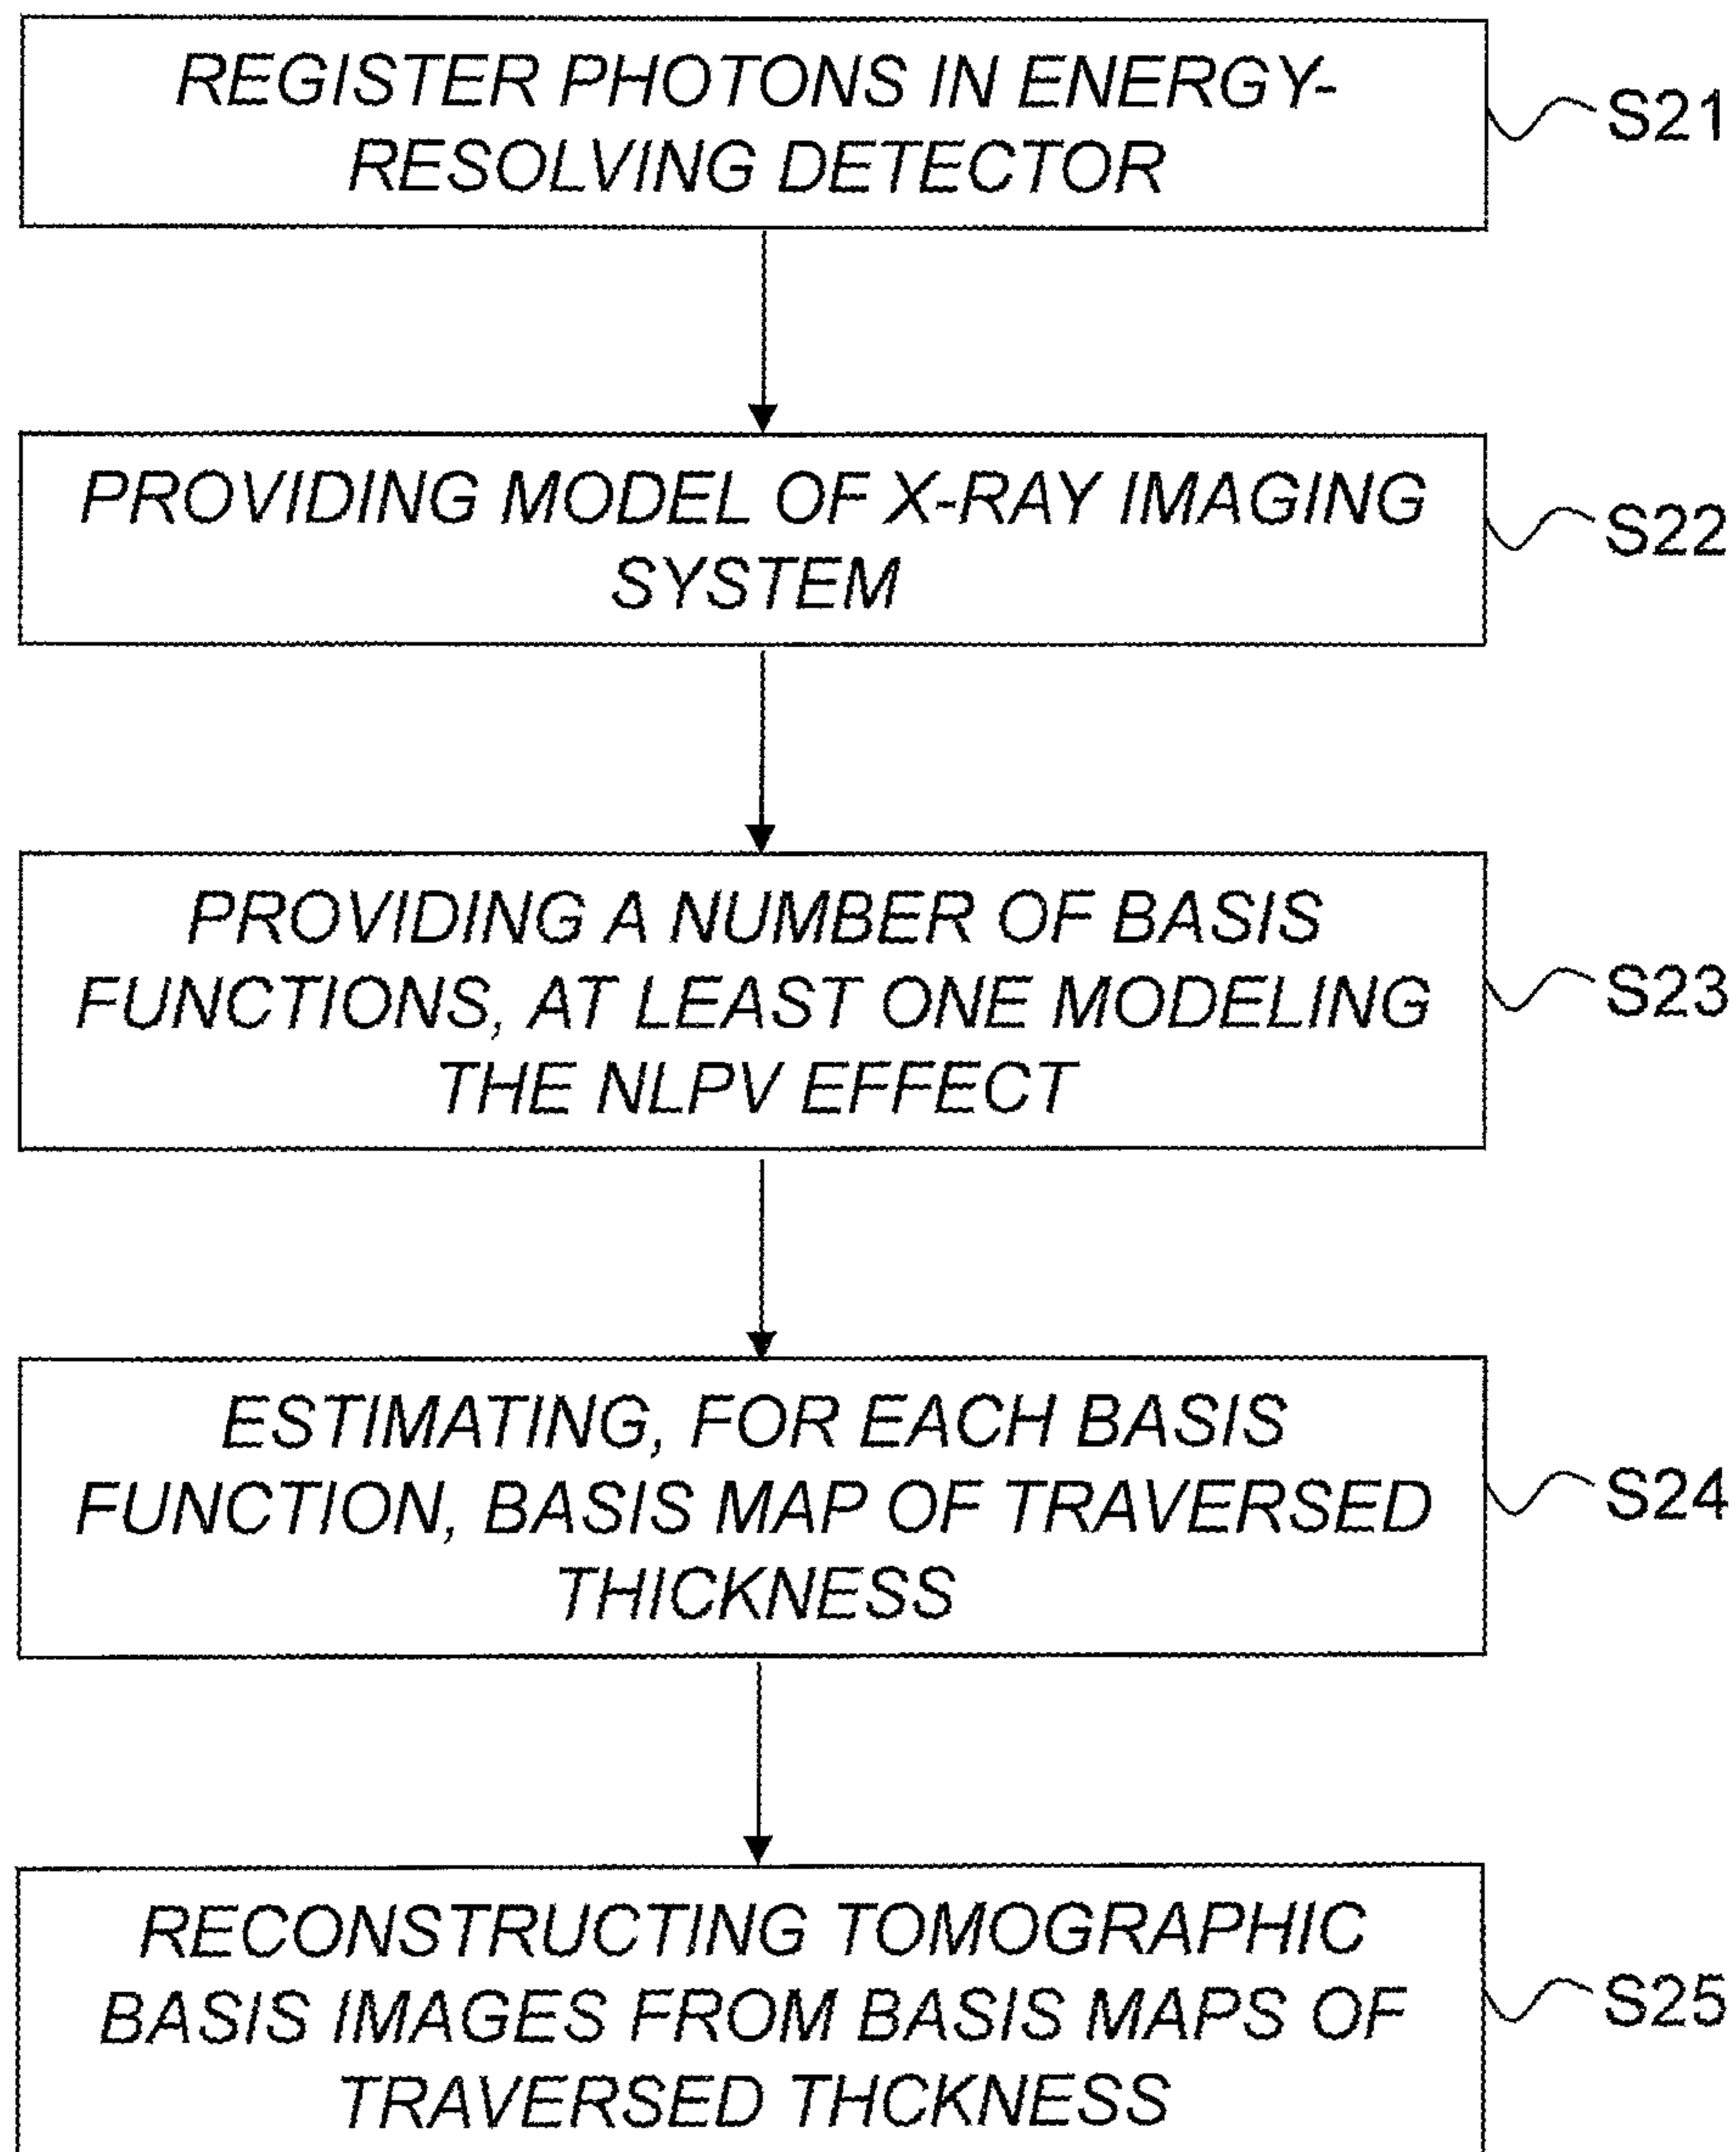 REGISTER PHOTONS IN ENERGY-
RESOLVING DETECTOR
S21
PROVIDING MODEL OF X-RAY IMAGING
SYSTEM
S22
PROVIDING A NUMBER OF BASIS
FUNCTIONS, AT LEAST ONE MODELING
THE NLPV EFFECT
S23
ESTIMATING, FOR EACH BASIS
FUNCTION, BASIS MAP OF TRAVERSED
THICKNESS
S24
RECONSTRUCTING TOMOGRAPHIC
BASIS IMAGES FROM BASIS MAPS OF
TRAVERSED THCKNESS
S25